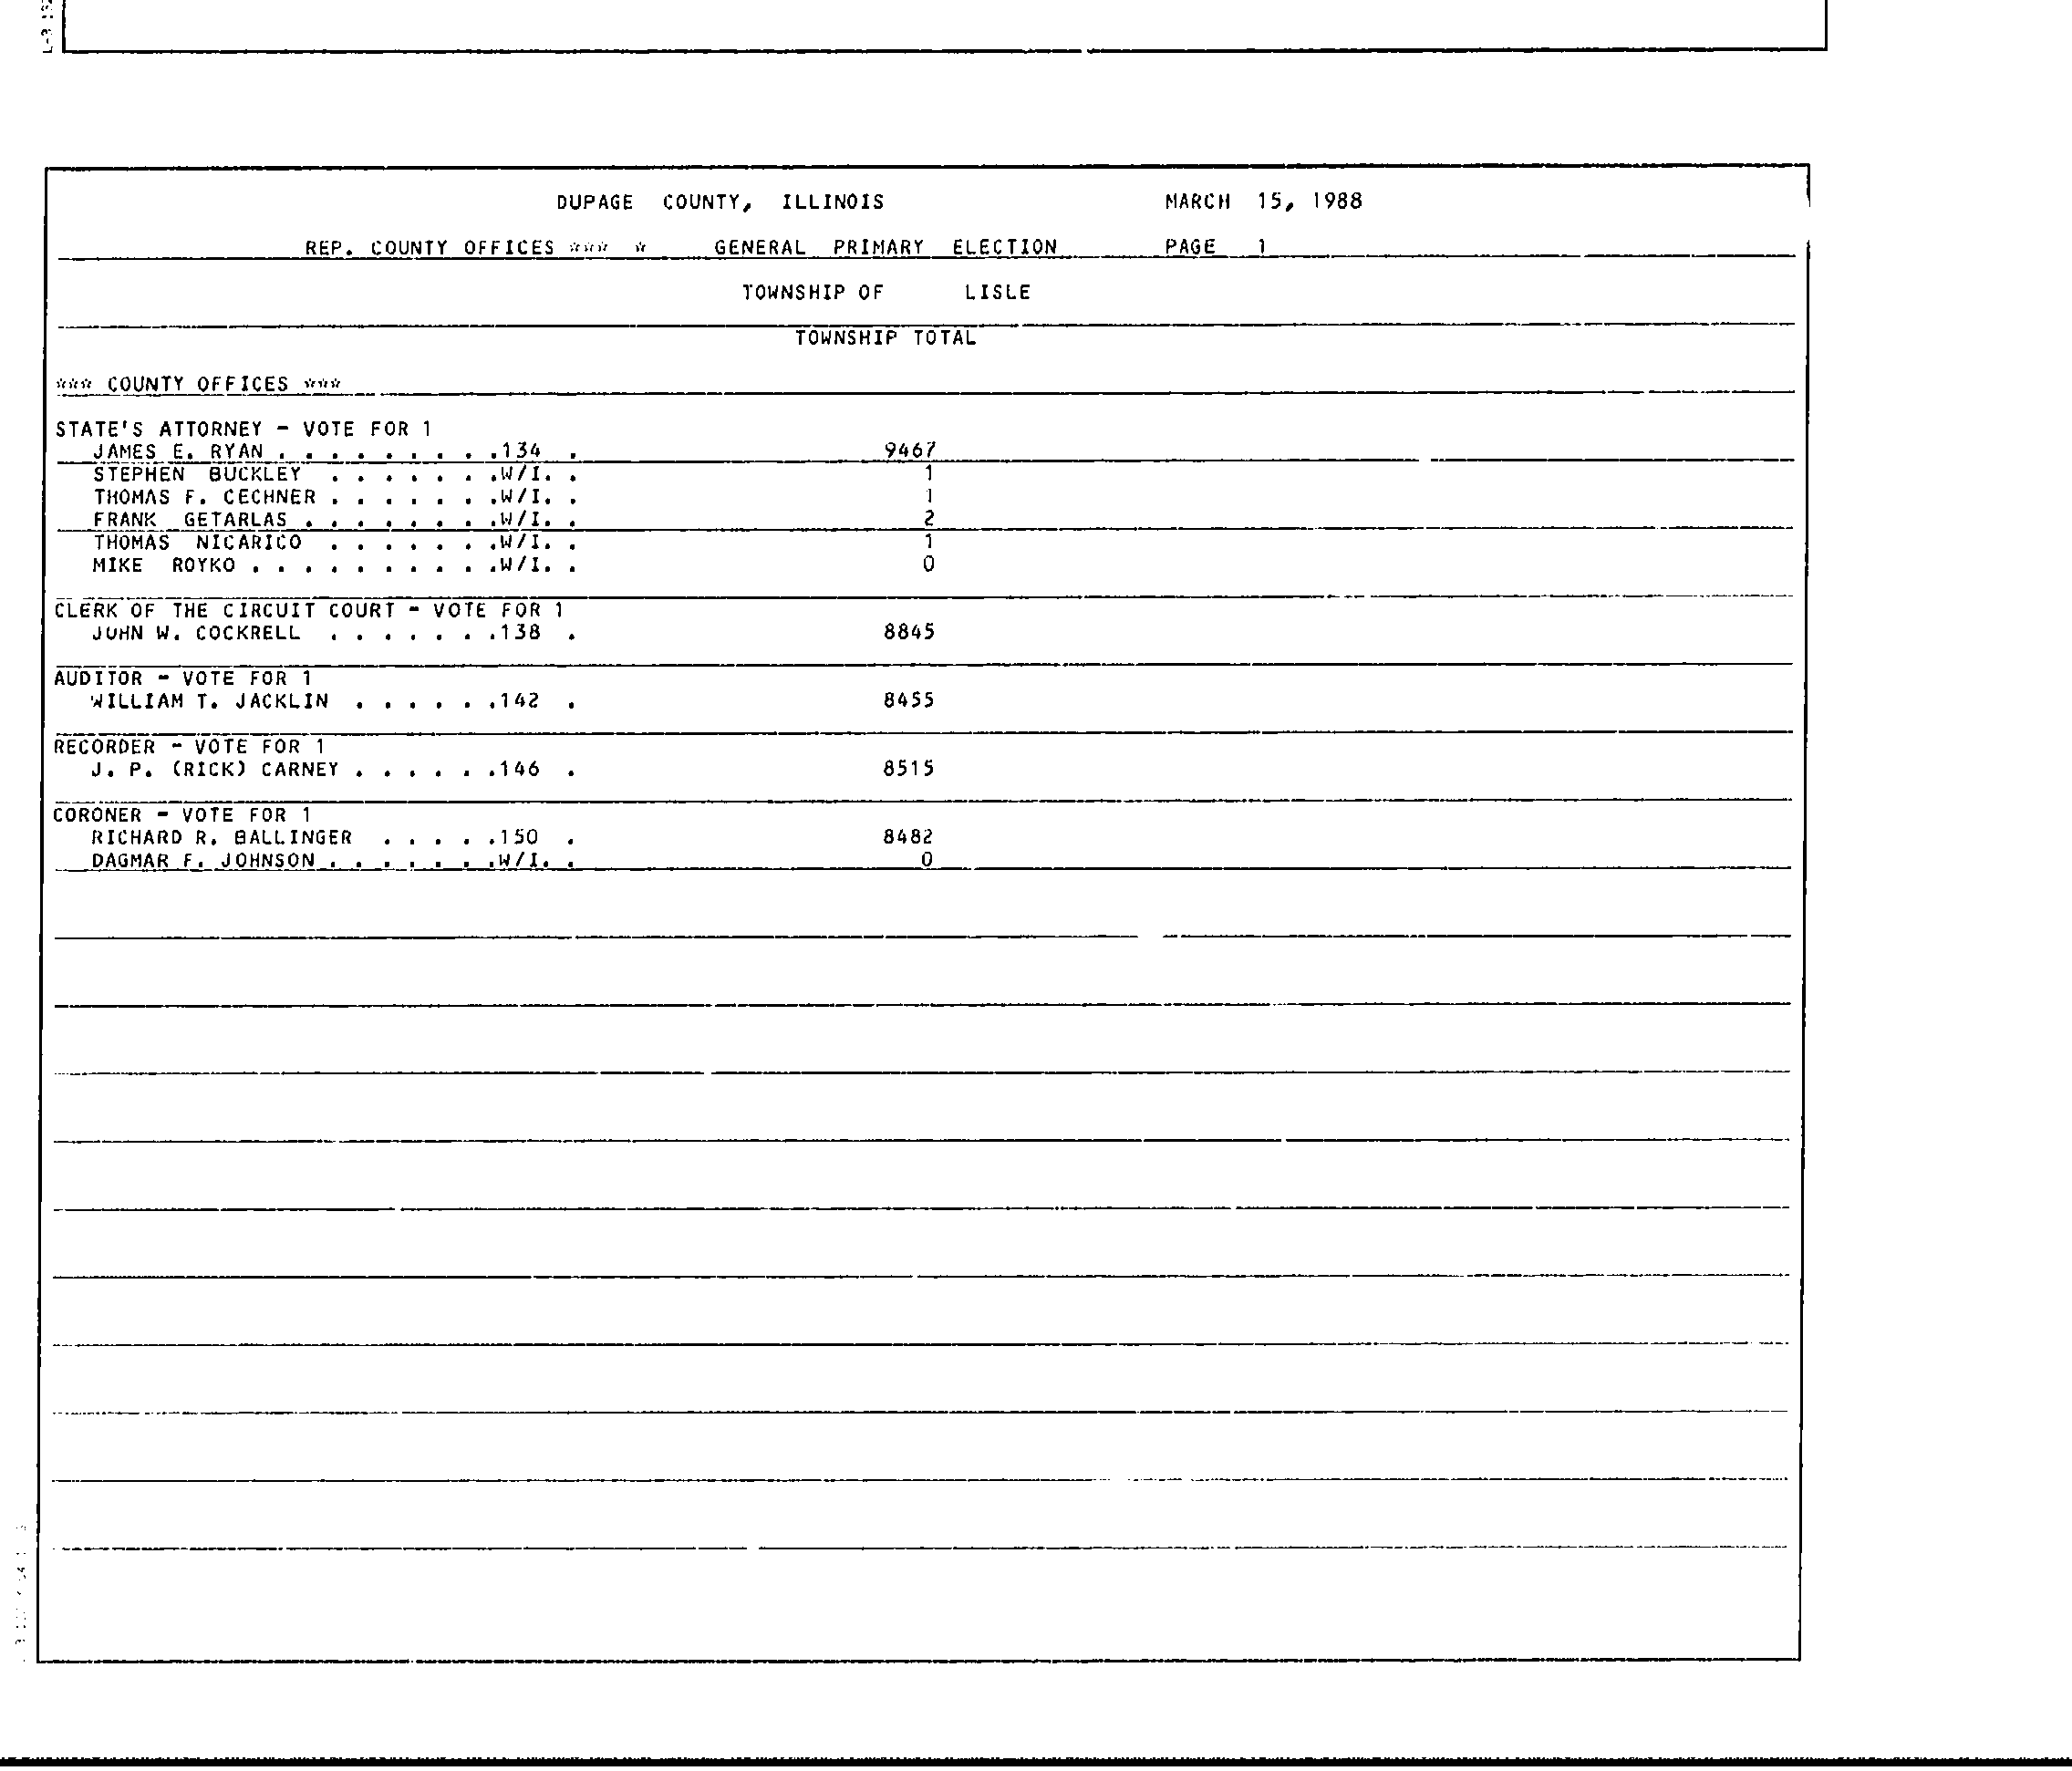 DUPAGE COUNTY, ILLINOIS MARCH 15, 1988
REP. COUNTY OFFICES *** * GENERAL PRIMARY ELECTION PAGE 1
TOWNSHIP OF LISLE
TOWNSHIP TOTAL
*** COUNTY OFFICES ***
STATE'S ATTORNEY - VOTE FOR 1
JAMES E. RYAN . . . . . . . . .134 . 9467
STEPHEN BUCKLEY . . . . . . .W/I. . 1
THOMAS F. CECHNER . . . . . . .W/I. . 1
FRANK GETARLAS . . . . . . . .W/I. . 2
THOMAS NICARICO . . . . . . .W/I. . 1
MIKE ROYKO . . . . . . . . . .W/I. . 0
CLERK OF THE CIRCUIT COURT - VOTE FOR 1
JOHN W. COCKRELL . . . . . . .138 . 8845
AUDITOR - VOTE FOR 1
WILLIAM T. JACKLIN . . . . . .142 . 8455
RECORDER - VOTE FOR 1
J. P. (RICK) CARNEY . . . . . .146 . 8515
CORONER - VOTE FOR 1
RICHARD R. BALLINGER . . . . .150 . 8482
DAGMAR F. JOHNSON . . . . . . .W/I. . 0